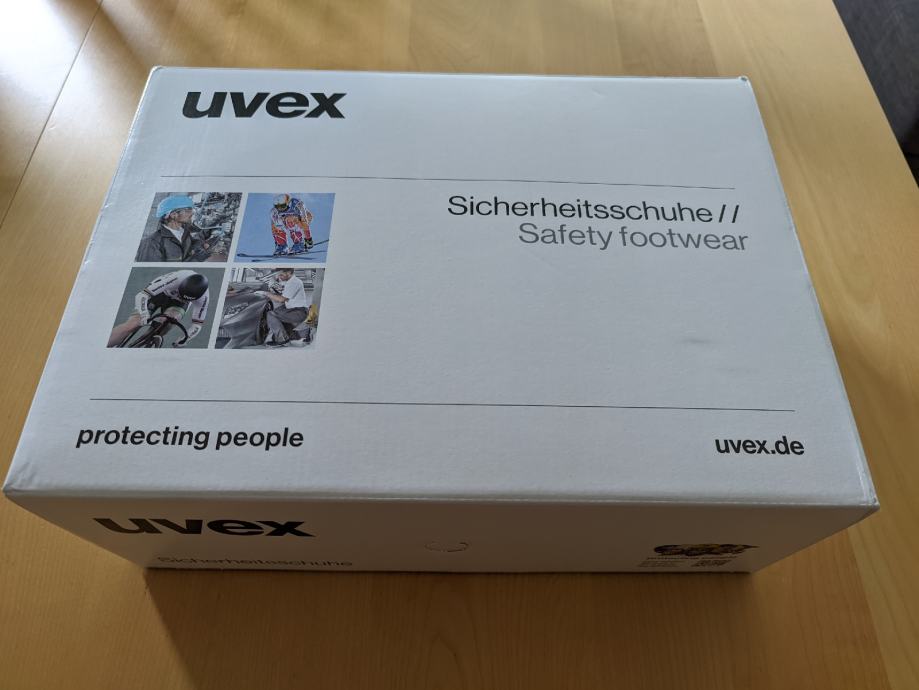 uvex
Sicherheitsschuhe//
Safety footwear
protecting people
uvex.de
uvex
Sicherheitsschuhe